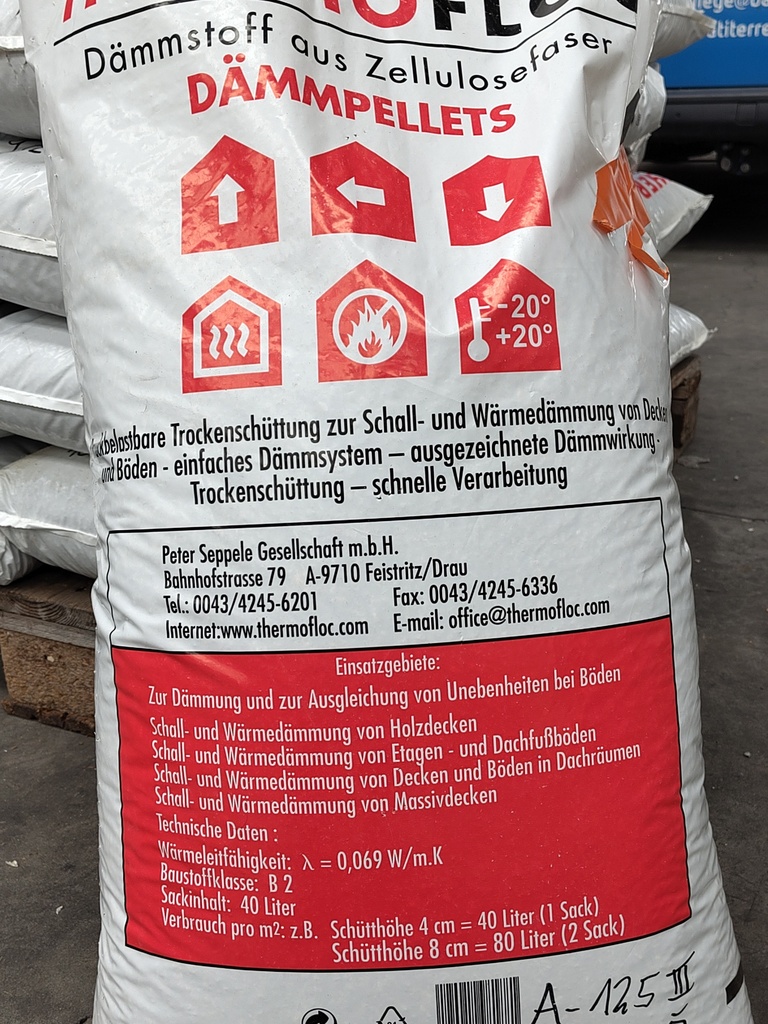 Dämmstoff aus Zellulosefaser
DÄMMPELLETS
-20°
+20°
Trockenschüttung zur Schall- und Wärmedämmung von
und Böden - einfaches Dämmsystem – ausgezeichnete Dämmwirkung -
Trockenschüttung – schnelle Verarbeitung
Peter Seppele Gesellschaft m.b.H.
Bahnhofstrasse 79 A-9710 Feistritz/Drau
Tel.: 0043/4245-6201 Fax: 0043/4245-6336
Internet:www.thermofloc.com E-mail: office@thermofloc.com
Einsatzgebiete:
Zur Dämmung und zur Ausgleichung von Unebenheiten bei Böden
Schall- und Wärmedämmung von Holzdecken
Schall- und Wärmedämmung von Etagen - und Dachfußböden
Schall- und Wärmedämmung von Decken und Böden in Dachräumen
Schall- und Wärmedämmung von Massivdecken
Technische Daten :
Wärmeleitfähigkeit: λ = 0,069 W/m.K
Baustoffklasse: B 2
Sackinhalt: 40 Liter
Verbrauch pro m2: z.B. Schütthöhe 4 cm = 40 Liter (1 Sack)
Schütthöhe 8 cm = 80 Liter (2 Sack)
A-125 III